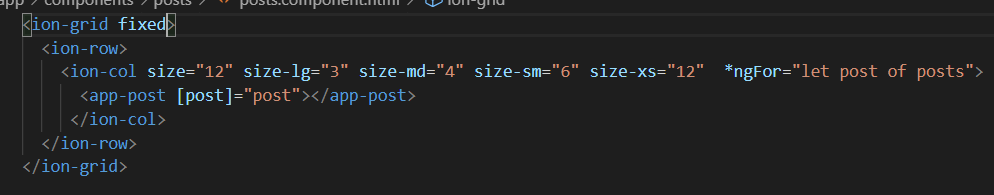 app > components > posts > <> posts.component.html > ion-grid
<ion-grid fixed>
<ion-row>
<ion-col size="12" size-lg="3" size-md="4" size-sm="6" size-xs="12"  *ngFor="let post of posts">
<app-post [post]="post"></app-post>
</ion-col>
</ion-row>
</ion-grid>